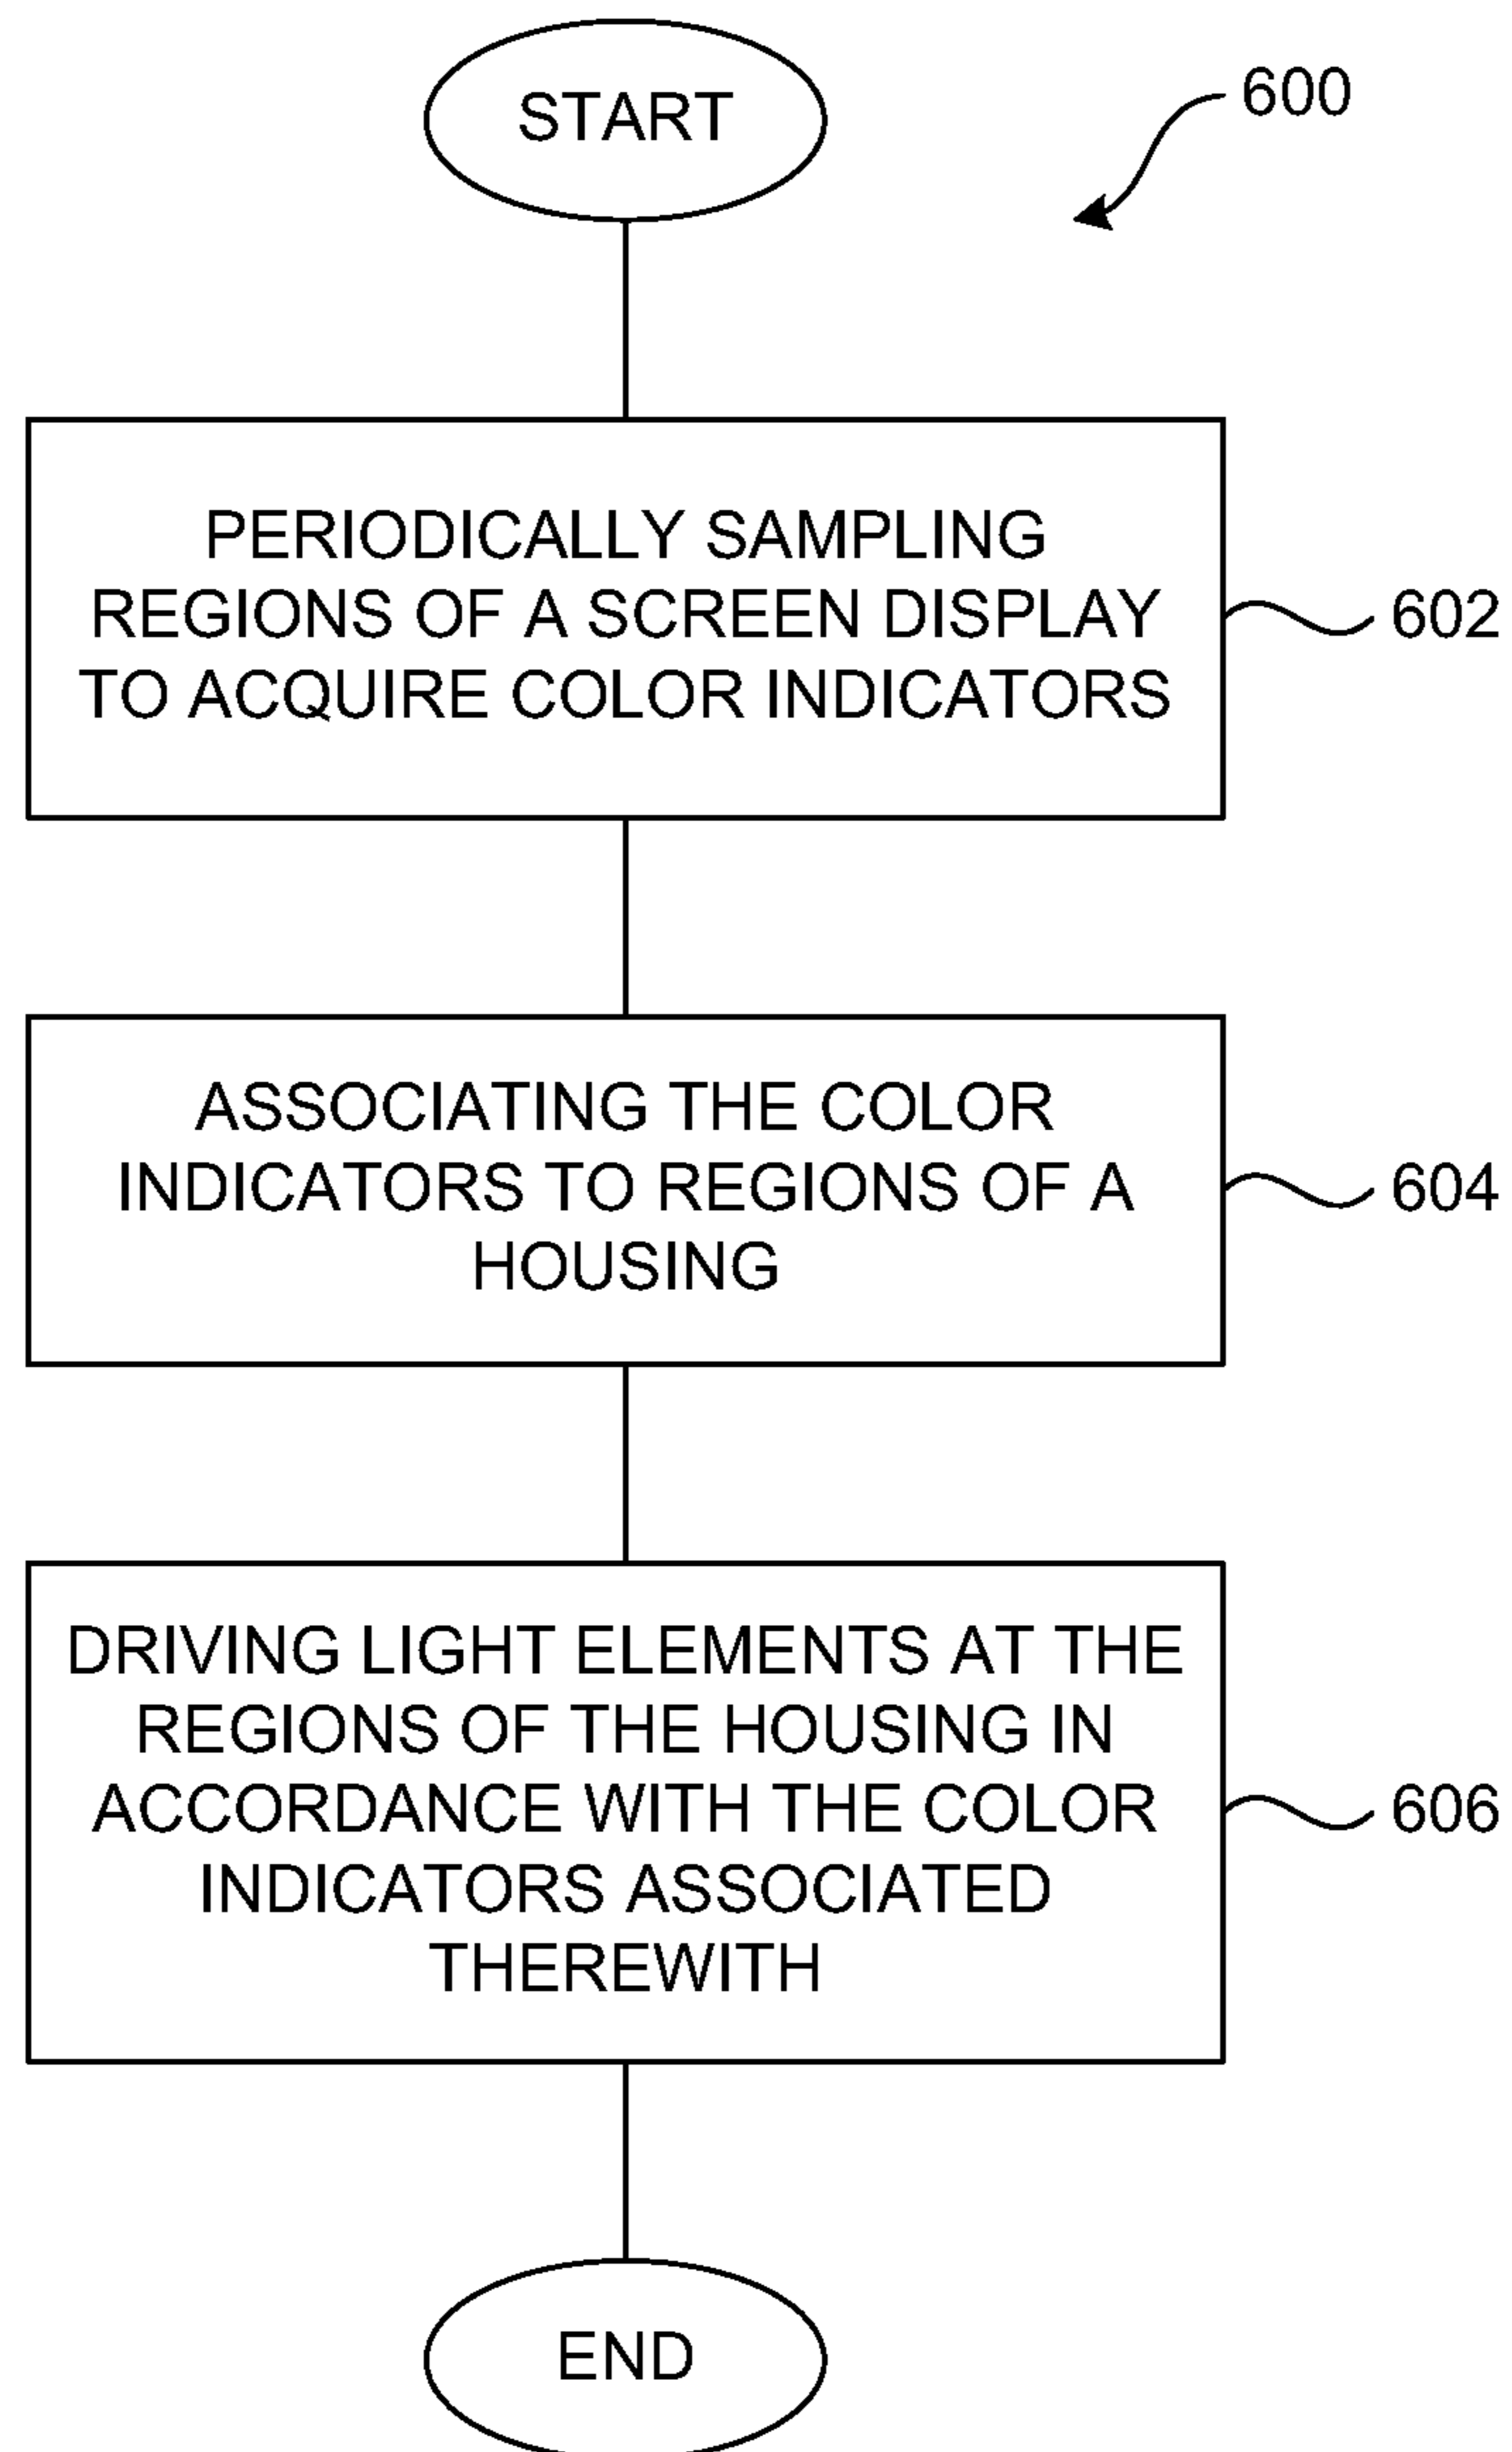 START
600
PERIODICALLY SAMPLING
REGIONS OF A SCREEN DISPLAY
TO ACQUIRE COLOR INDICATORS
602
ASSOCIATING THE COLOR
INDICATORS TO REGIONS OF A
HOUSING
604
DRIVING LIGHT ELEMENTS AT THE
REGIONS OF THE HOUSING IN
ACCORDANCE WITH THE COLOR
INDICATORS ASSOCIATED
THEREWITH
606
END